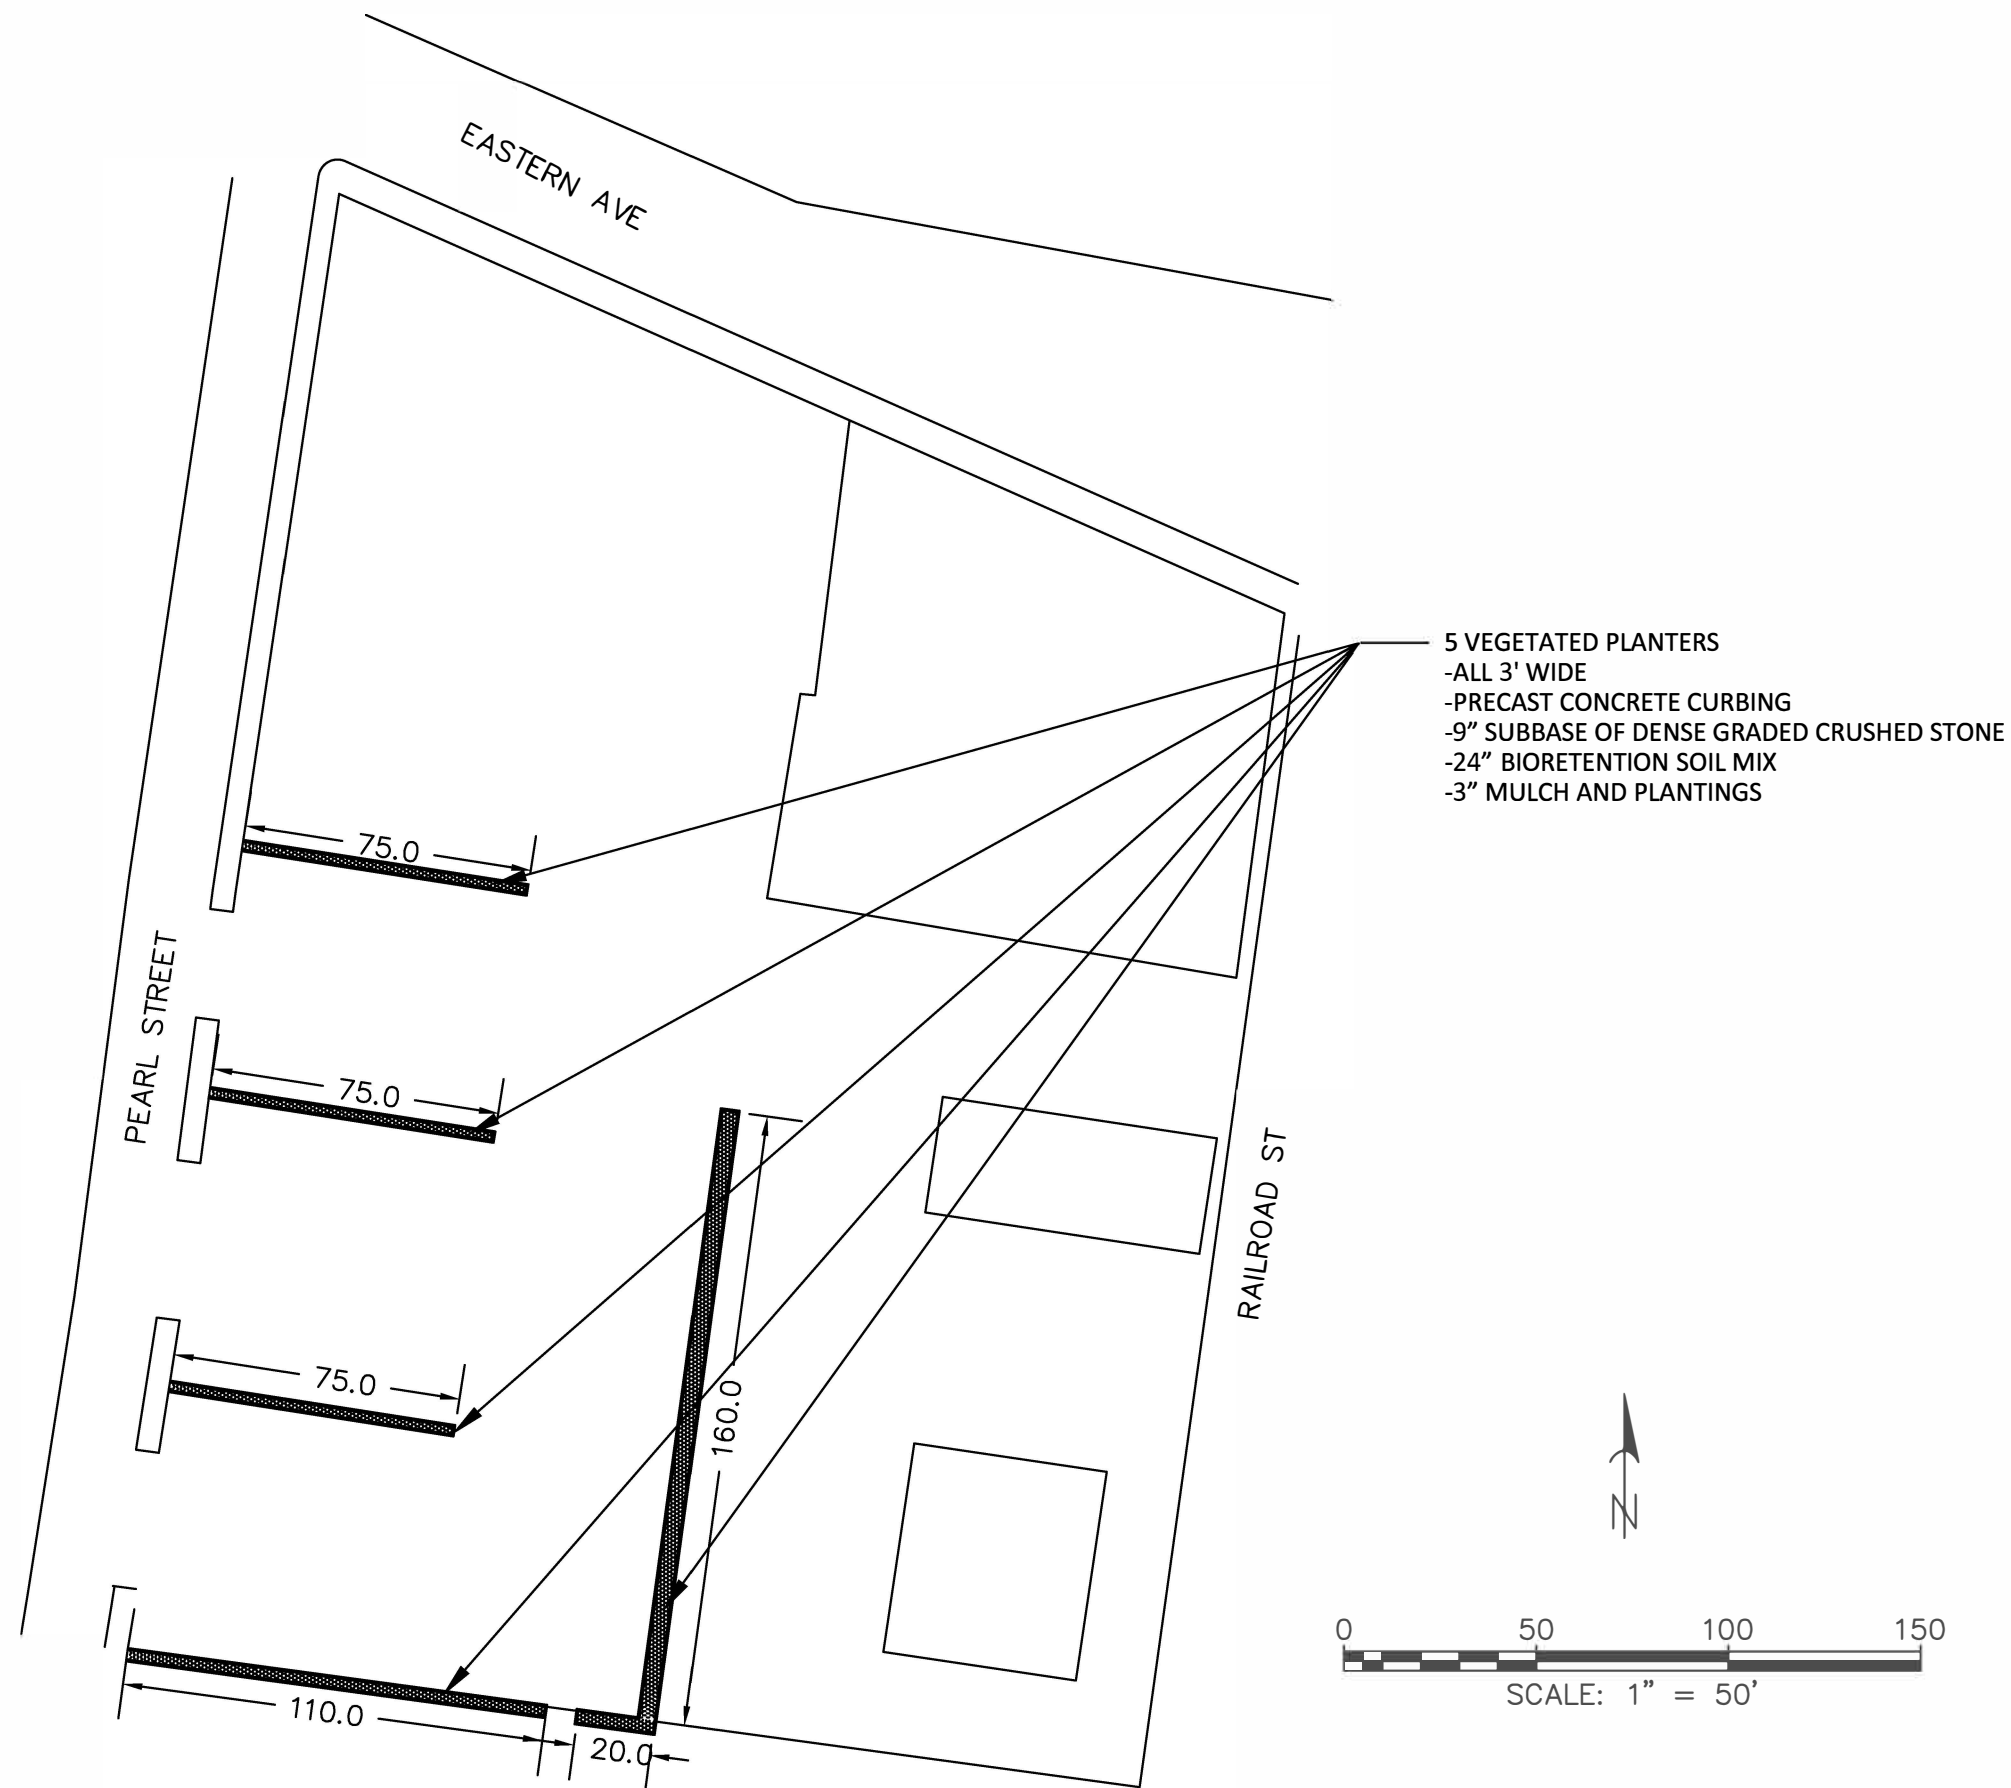 EASTERN AVE
5 VEGETATED PLANTERS
-ALL 3' WIDE
-PRECAST CONCRETE CURBING
-9” SUBBASE OF DENSE GRADED CRUSHED STONE
-24” BIORETENTION SOIL MIX
-3” MULCH AND PLANTINGS
75.0
PEARL STREET
75.0
RAILROAD ST
75.0
160.0
N
0 50 100 150
SCALE: 1” = 50’
110.0
20.0